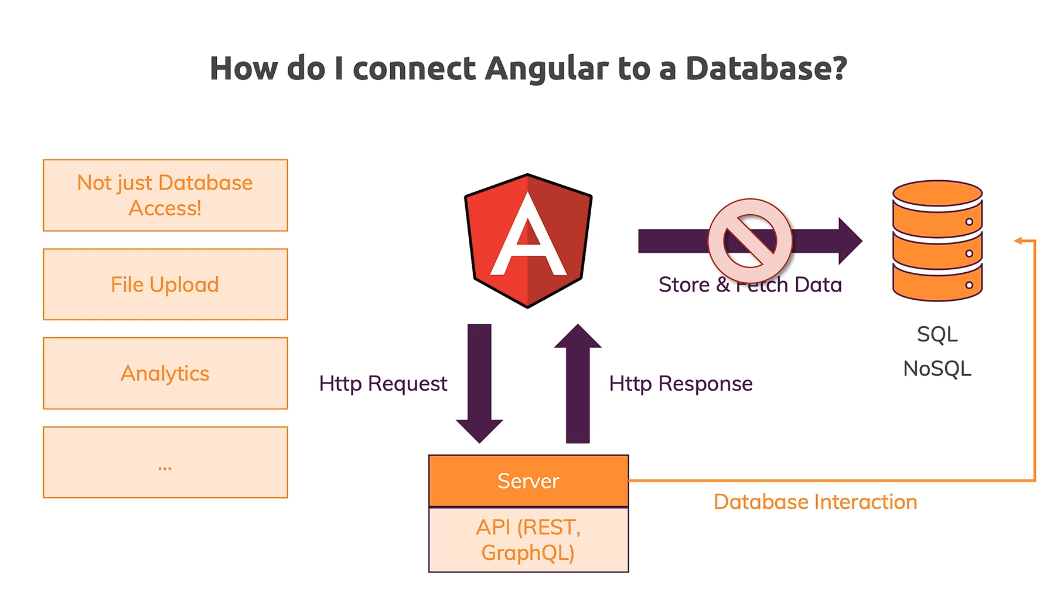 How do I connect Angular to a Database?
Not just Database
Access!
File Upload
Analytics
...
A
Store & Fetch Data
SQL
NoSQL
Http Request
Http Response
Server
API (REST,
GraphQL)
Database Interaction